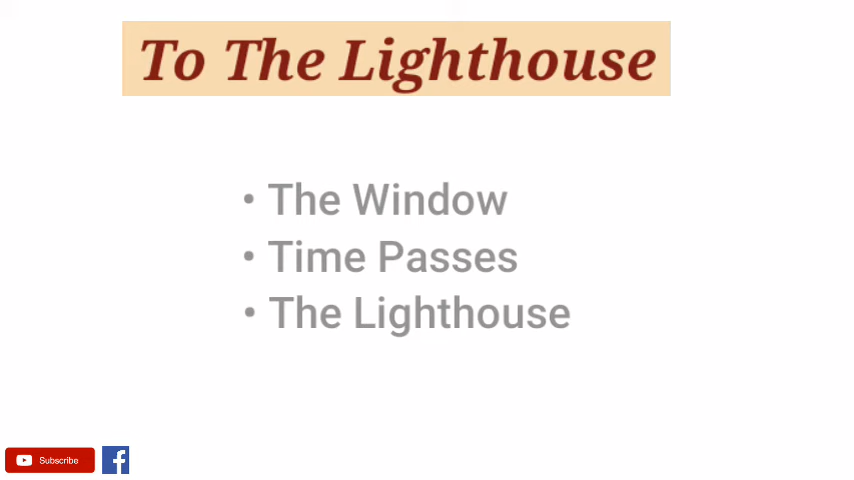 To The Lighthouse
• The Window
• Time Passes
• The Lighthouse
Subscribe